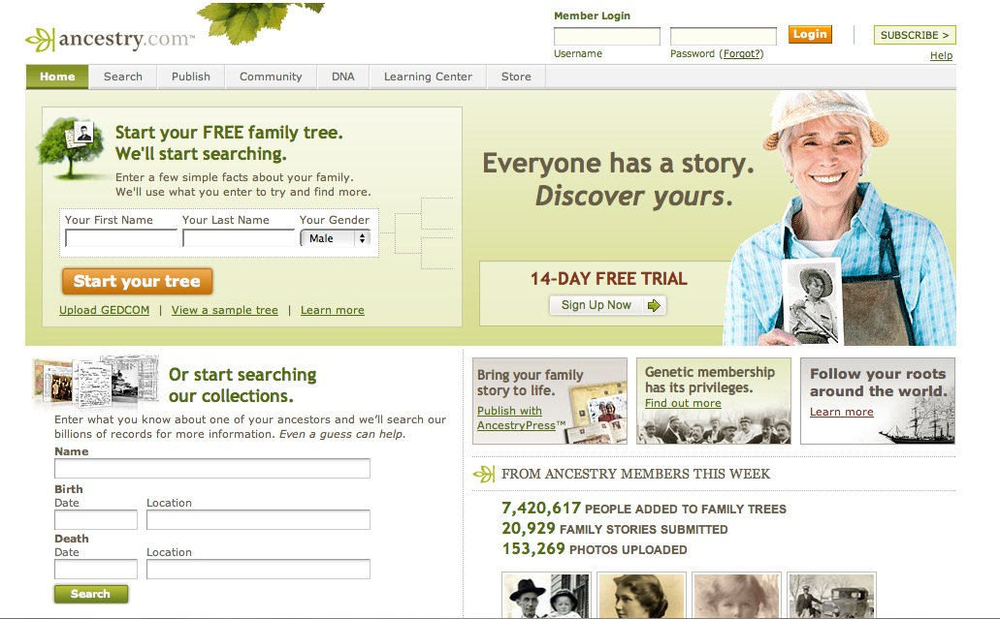 Member Login
ancestry.com™
Login
SUBSCRIBE >
Username
Password (Forgot?)
Help
Home
Search
Publish
Community
DNA
Learning Center
Store
Start your FREE family tree.
We'll start searching.
Enter a few simple facts about your family.
We'll use what you enter to try and find more.
Your First Name
Your Last Name
Your Gender
Male
Start your tree
Upload GEDCOM | View a sample tree | Learn more
Everyone has a story.
Discover yours.
14-DAY FREE TRIAL
Sign Up Now
Or start searching
our collections.
Enter what you know about one of your ancestors and we'll search our
billions of records for more information. Even a guess can help.
Name
Birth
Date
Location
Death
Date
Location
Search
Bring your family
story to life.
Publish with
AncestryPress™
Genetic membership
has its privileges.
Find out more
Follow your roots
around the world.
Learn more
FROM ANCESTRY MEMBERS THIS WEEK
7,420,617 PEOPLE ADDED TO FAMILY TREES
20,929 FAMILY STORIES SUBMITTED
153,269 PHOTOS UPLOADED